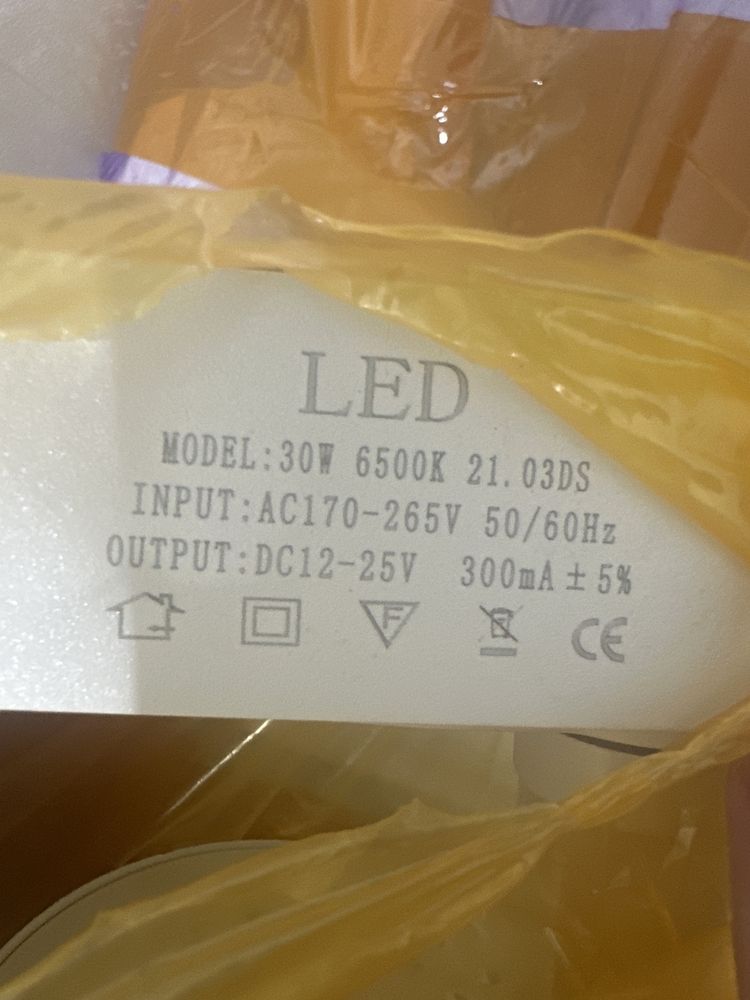 LED
MODEL:30W 6500K 21.03DS
INPUT:AC170-265V 50/60Hz
OUTPUT:DC12-25V 300mA±5%
F CE